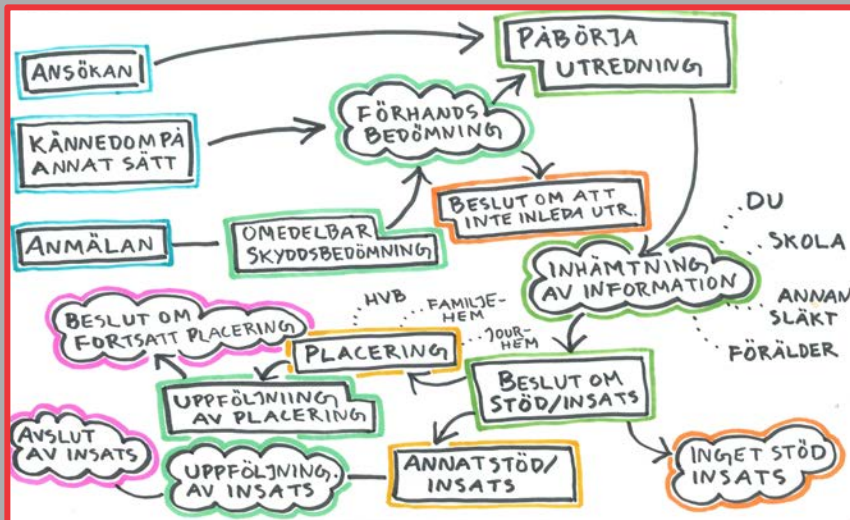 ANSÖKAN
PÅBÖRJA
UTREDNING
KÄNNEDOM PÅ
ANNAT SÄTT
FÖRHANDS
BEDÖMNING
BESLUT OM ATT
INTE INLEDA UTR.
ANMÄLAN
OMEDELBAR
SKYDDSBEDÖMNING
INHÄMTNING
AV INFORMATION
DU
SKOLA
ANNAN
SLÄKT
FÖRÄLDER
BESLUT OM
FORTSATT PLACERING
HVB
FAMILJE-
HEM
JOUR-
HEM
PLACERING
BESLUT OM
STÖD/INSATS
UPPFÖLJNIING
AV PLACERING
AVSLUT
AV INSATS
UPPFÖLJNING.
AV INSATS
ANNAT STÖD/
INSATS
INGET STÖD
INSATS